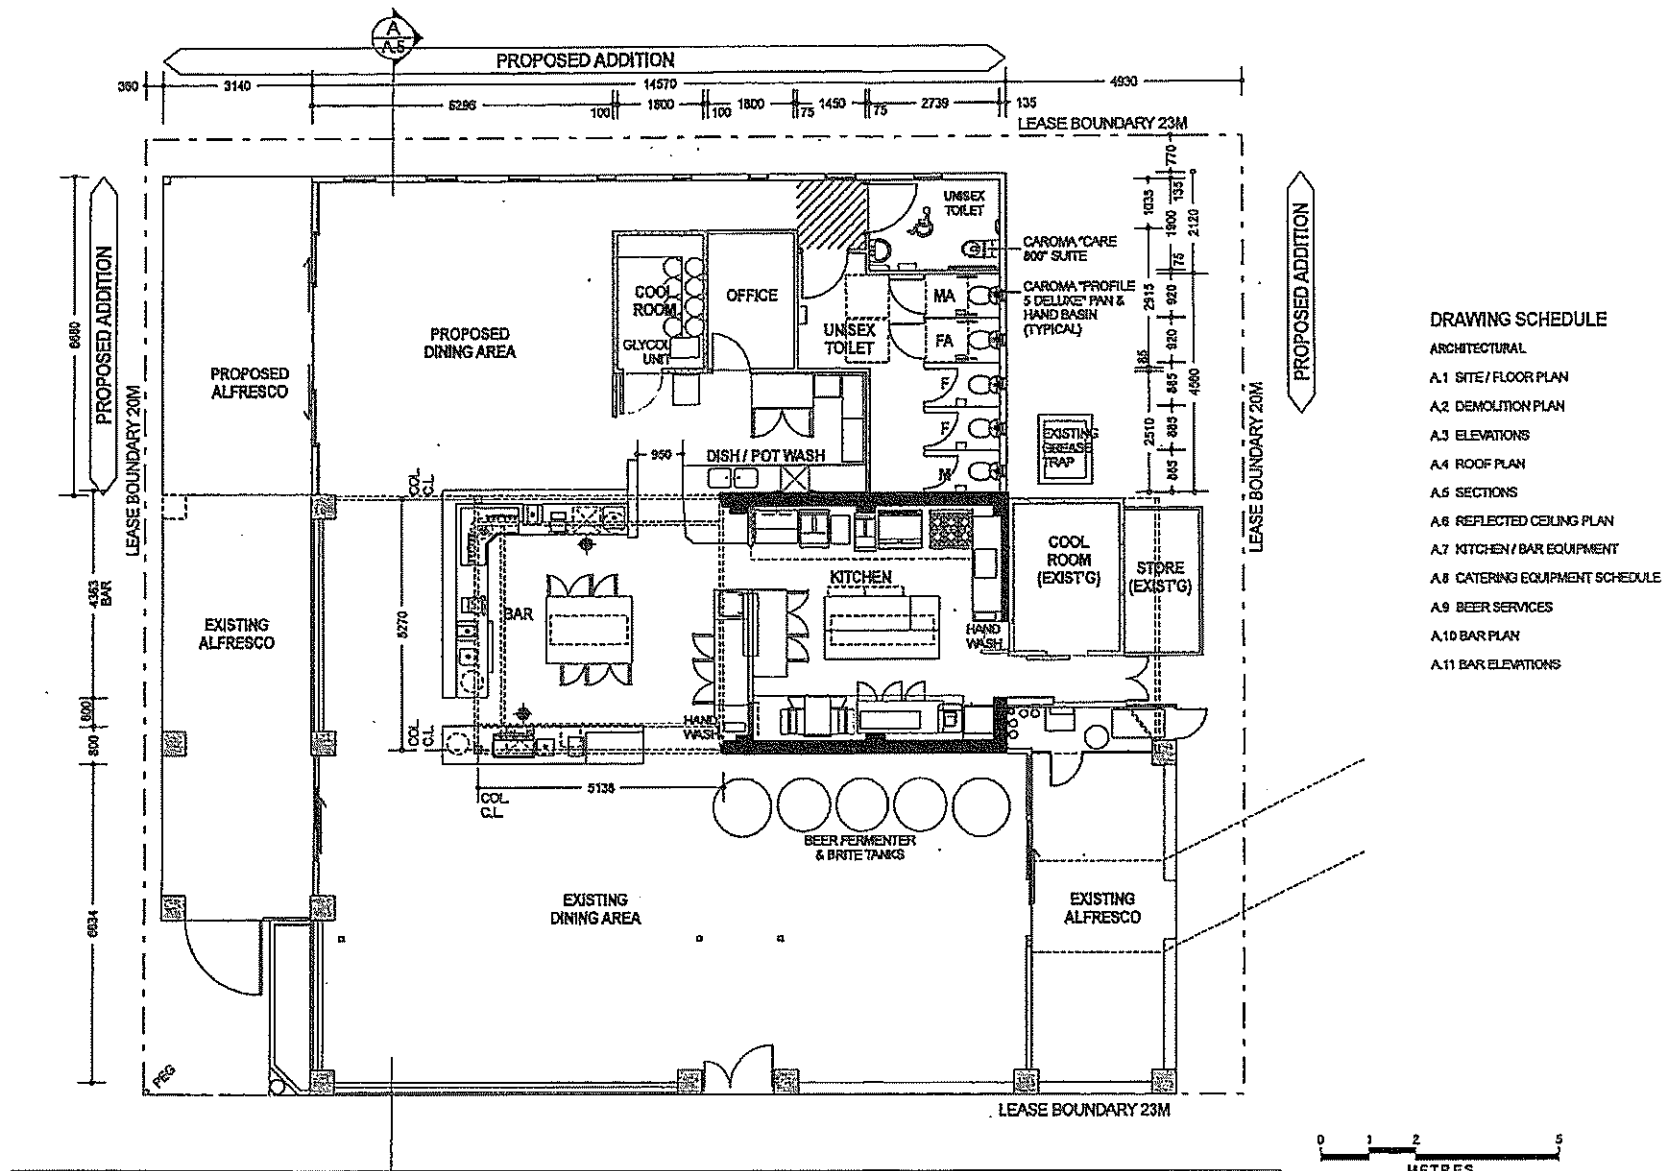 A
A.5
PROPOSED ADDITION
360
3140
14570
4930
6296
100
1800
100
1800
75
1450
75
2739
135
LEASE BOUNDARY 23M
770
135
1035
1900
2120
75
2915
920
920
85
885
4560
885
2510
885
PROPOSED ADDITION
PROPOSED ADDITION
6680
LEASE BOUNDARY 20M
LEASE BOUNDARY 20M
UNISEX
TOILET
CAROMA "CARE
800" SUITE
CAROMA "PROFILE
5 DELUXE" PAN &
HAND BASIN
(TYPICAL)
COOL
ROOM
GLYCOL
UNIT
OFFICE
MA
FA
F
F
M
UNISEX
TOILET
PROPOSED
DINING AREA
PROPOSED
ALFRESCO
EXISTING
GREASE
TRAP
950
DISH / POT WASH
COL.
C.L.
4363
BAR
600
800
6634
5270
BAR
KITCHEN
HAND
WASH
COOL
ROOM
(EXIST'G)
STORE
(EXIST'G)
EXISTING
ALFRESCO
COL.
C.L.
HAND
WASH
5138
COL.
C.L.
BEER FERMENTER
& BRITE TANKS
EXISTING
DINING AREA
EXISTING
ALFRESCO
PEG
LEASE BOUNDARY 23M
DRAWING SCHEDULE
ARCHITECTURAL
A.1 SITE / FLOOR PLAN
A.2 DEMOLITION PLAN
A.3 ELEVATIONS
A.4 ROOF PLAN
A.5 SECTIONS
A.6 REFLECTED CEILING PLAN
A.7 KITCHEN / BAR EQUIPMENT
A.8 CATERING EQUIPMENT SCHEDULE
A.9 BEER SERVICES
A.10 BAR PLAN
A.11 BAR ELEVATIONS
0 1 2 5
METRES